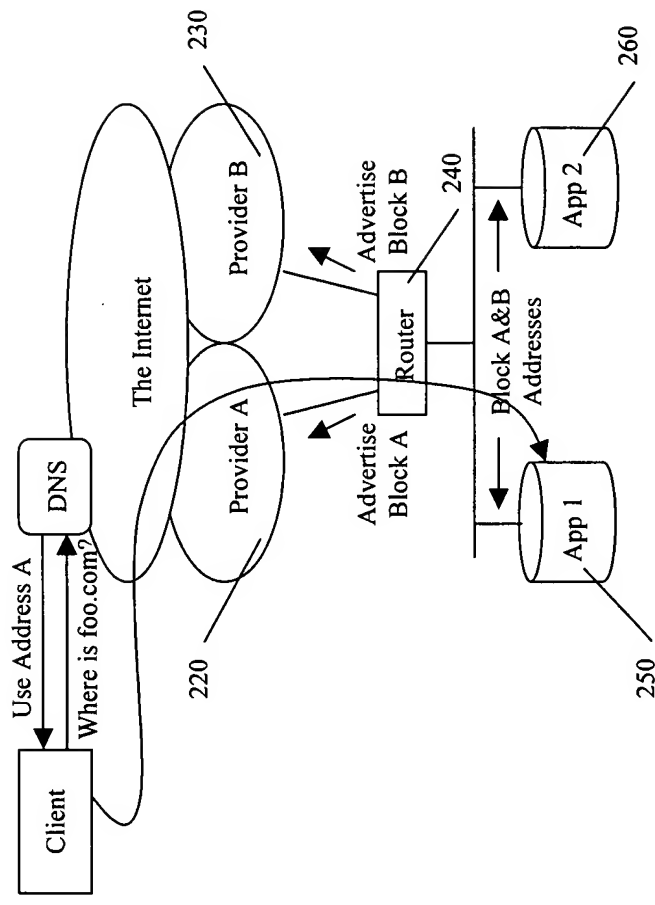 Client
Use Address A
Where is foo.com?
DNS
The Internet
Provider A
Provider B
220
230
Advertise
Block A
Advertise
Block B
Router
240
Block A&B
Addresses
App 1
App 2
250
260